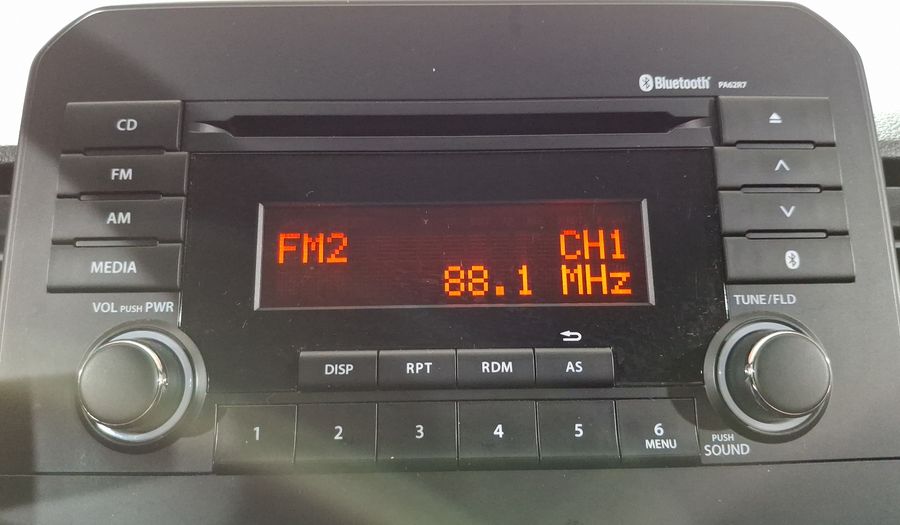 Bluetooth PA62R7
CD
FM
AM
MEDIA
FM2 CH1
88.1 MHz
VOL PUSH PWR
TUNE/FLD
DISP RPT RDM AS
1 2 3 4 5 6
MENU
PUSH
SOUND